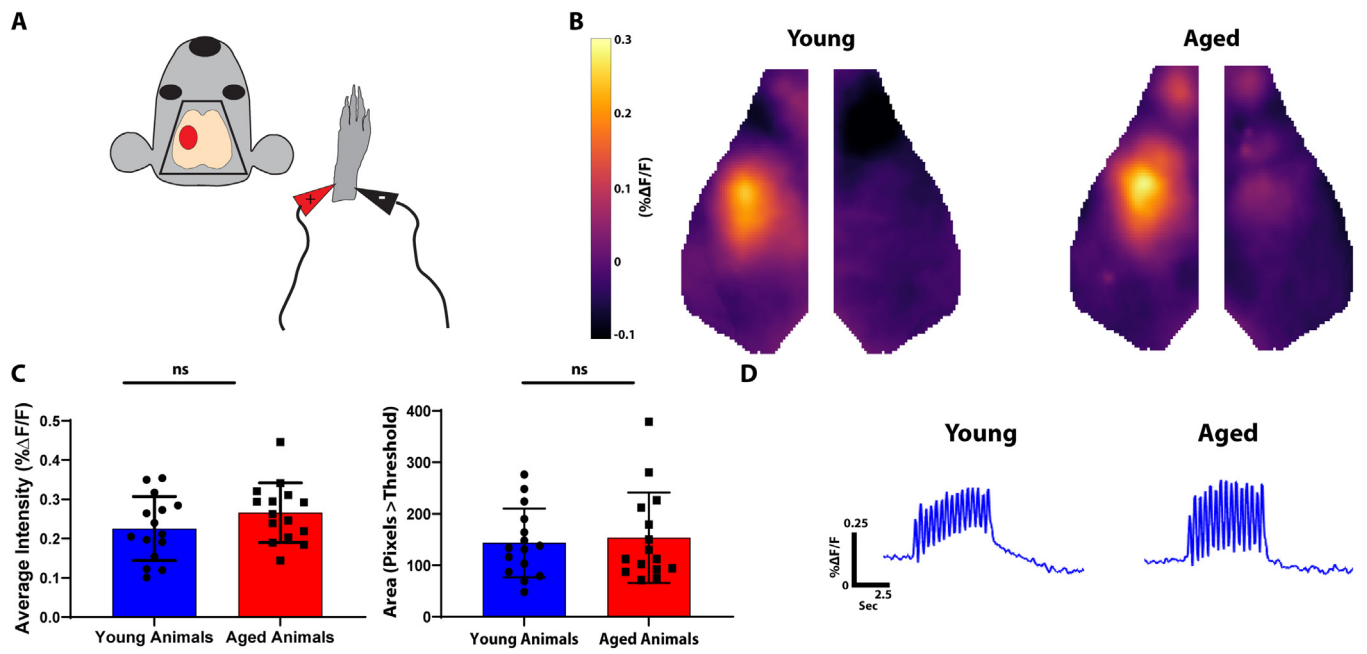 A
+
-
B
Young
Aged
0.3
0.2
0.1
0
-0.1
(%ΔF/F)
C
ns
Average Intensity (%ΔF/F)
0.5
0.4
0.3
0.2
0.1
0.0
Young Animals
Aged Animals
ns
Area (Pixels >Threshold)
400
300
200
100
0
Young Animals
Aged Animals
D
Young
Aged
0.25
%ΔF/F
0
2.5
Sec